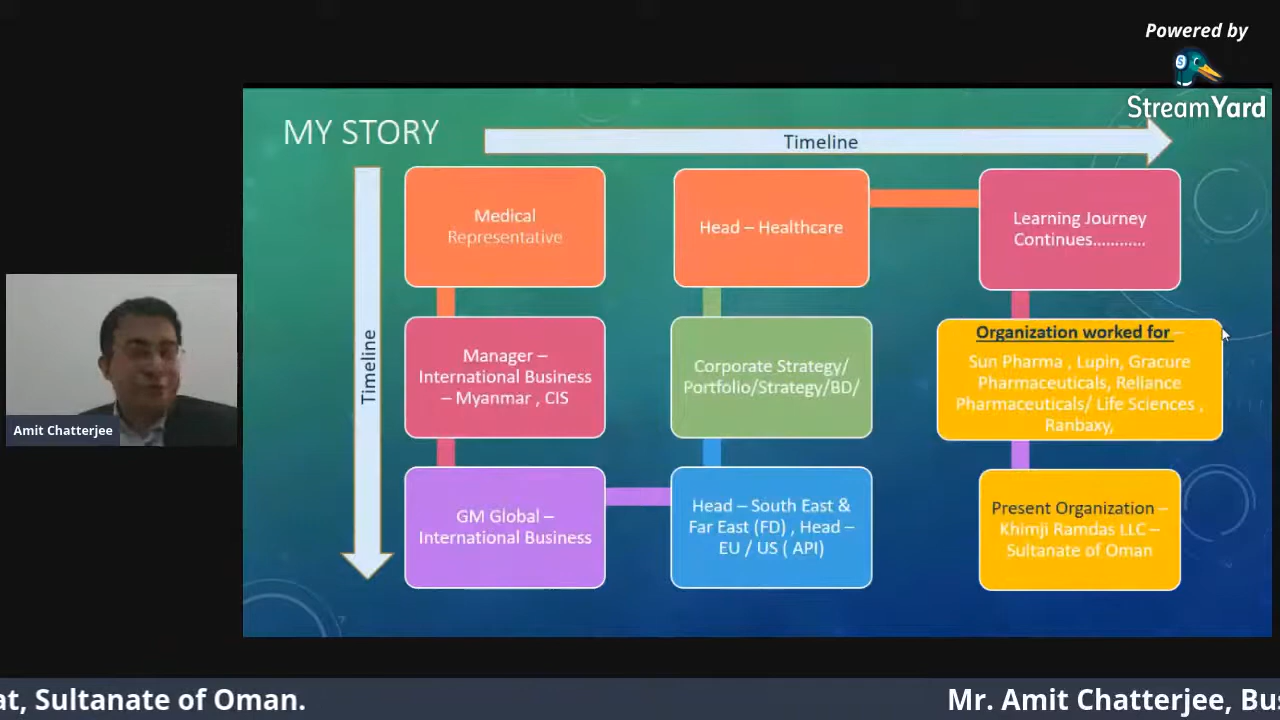 Powered by
StreamYard
MY STORY
Timeline
Timeline
Medical
Representative
Manager –
International Business
– Myanmar , CIS
GM Global –
International Business
Head – Healthcare
Corporate Strategy/
Portfolio/Strategy/BD/
Head – South East &
Far East (FD) , Head –
EU / US ( API)
Learning Journey
Continues…………
Organization worked for –
Sun Pharma , Lupin, Gracure
Pharmaceuticals, Reliance
Pharmaceuticals/ Life Sciences ,
Ranbaxy,
Present Organization –
Khimji Ramdas LLC –
Sultanate of Oman
Amit Chatterjee
at, Sultanate of Oman.
Mr. Amit Chatterjee, Bus